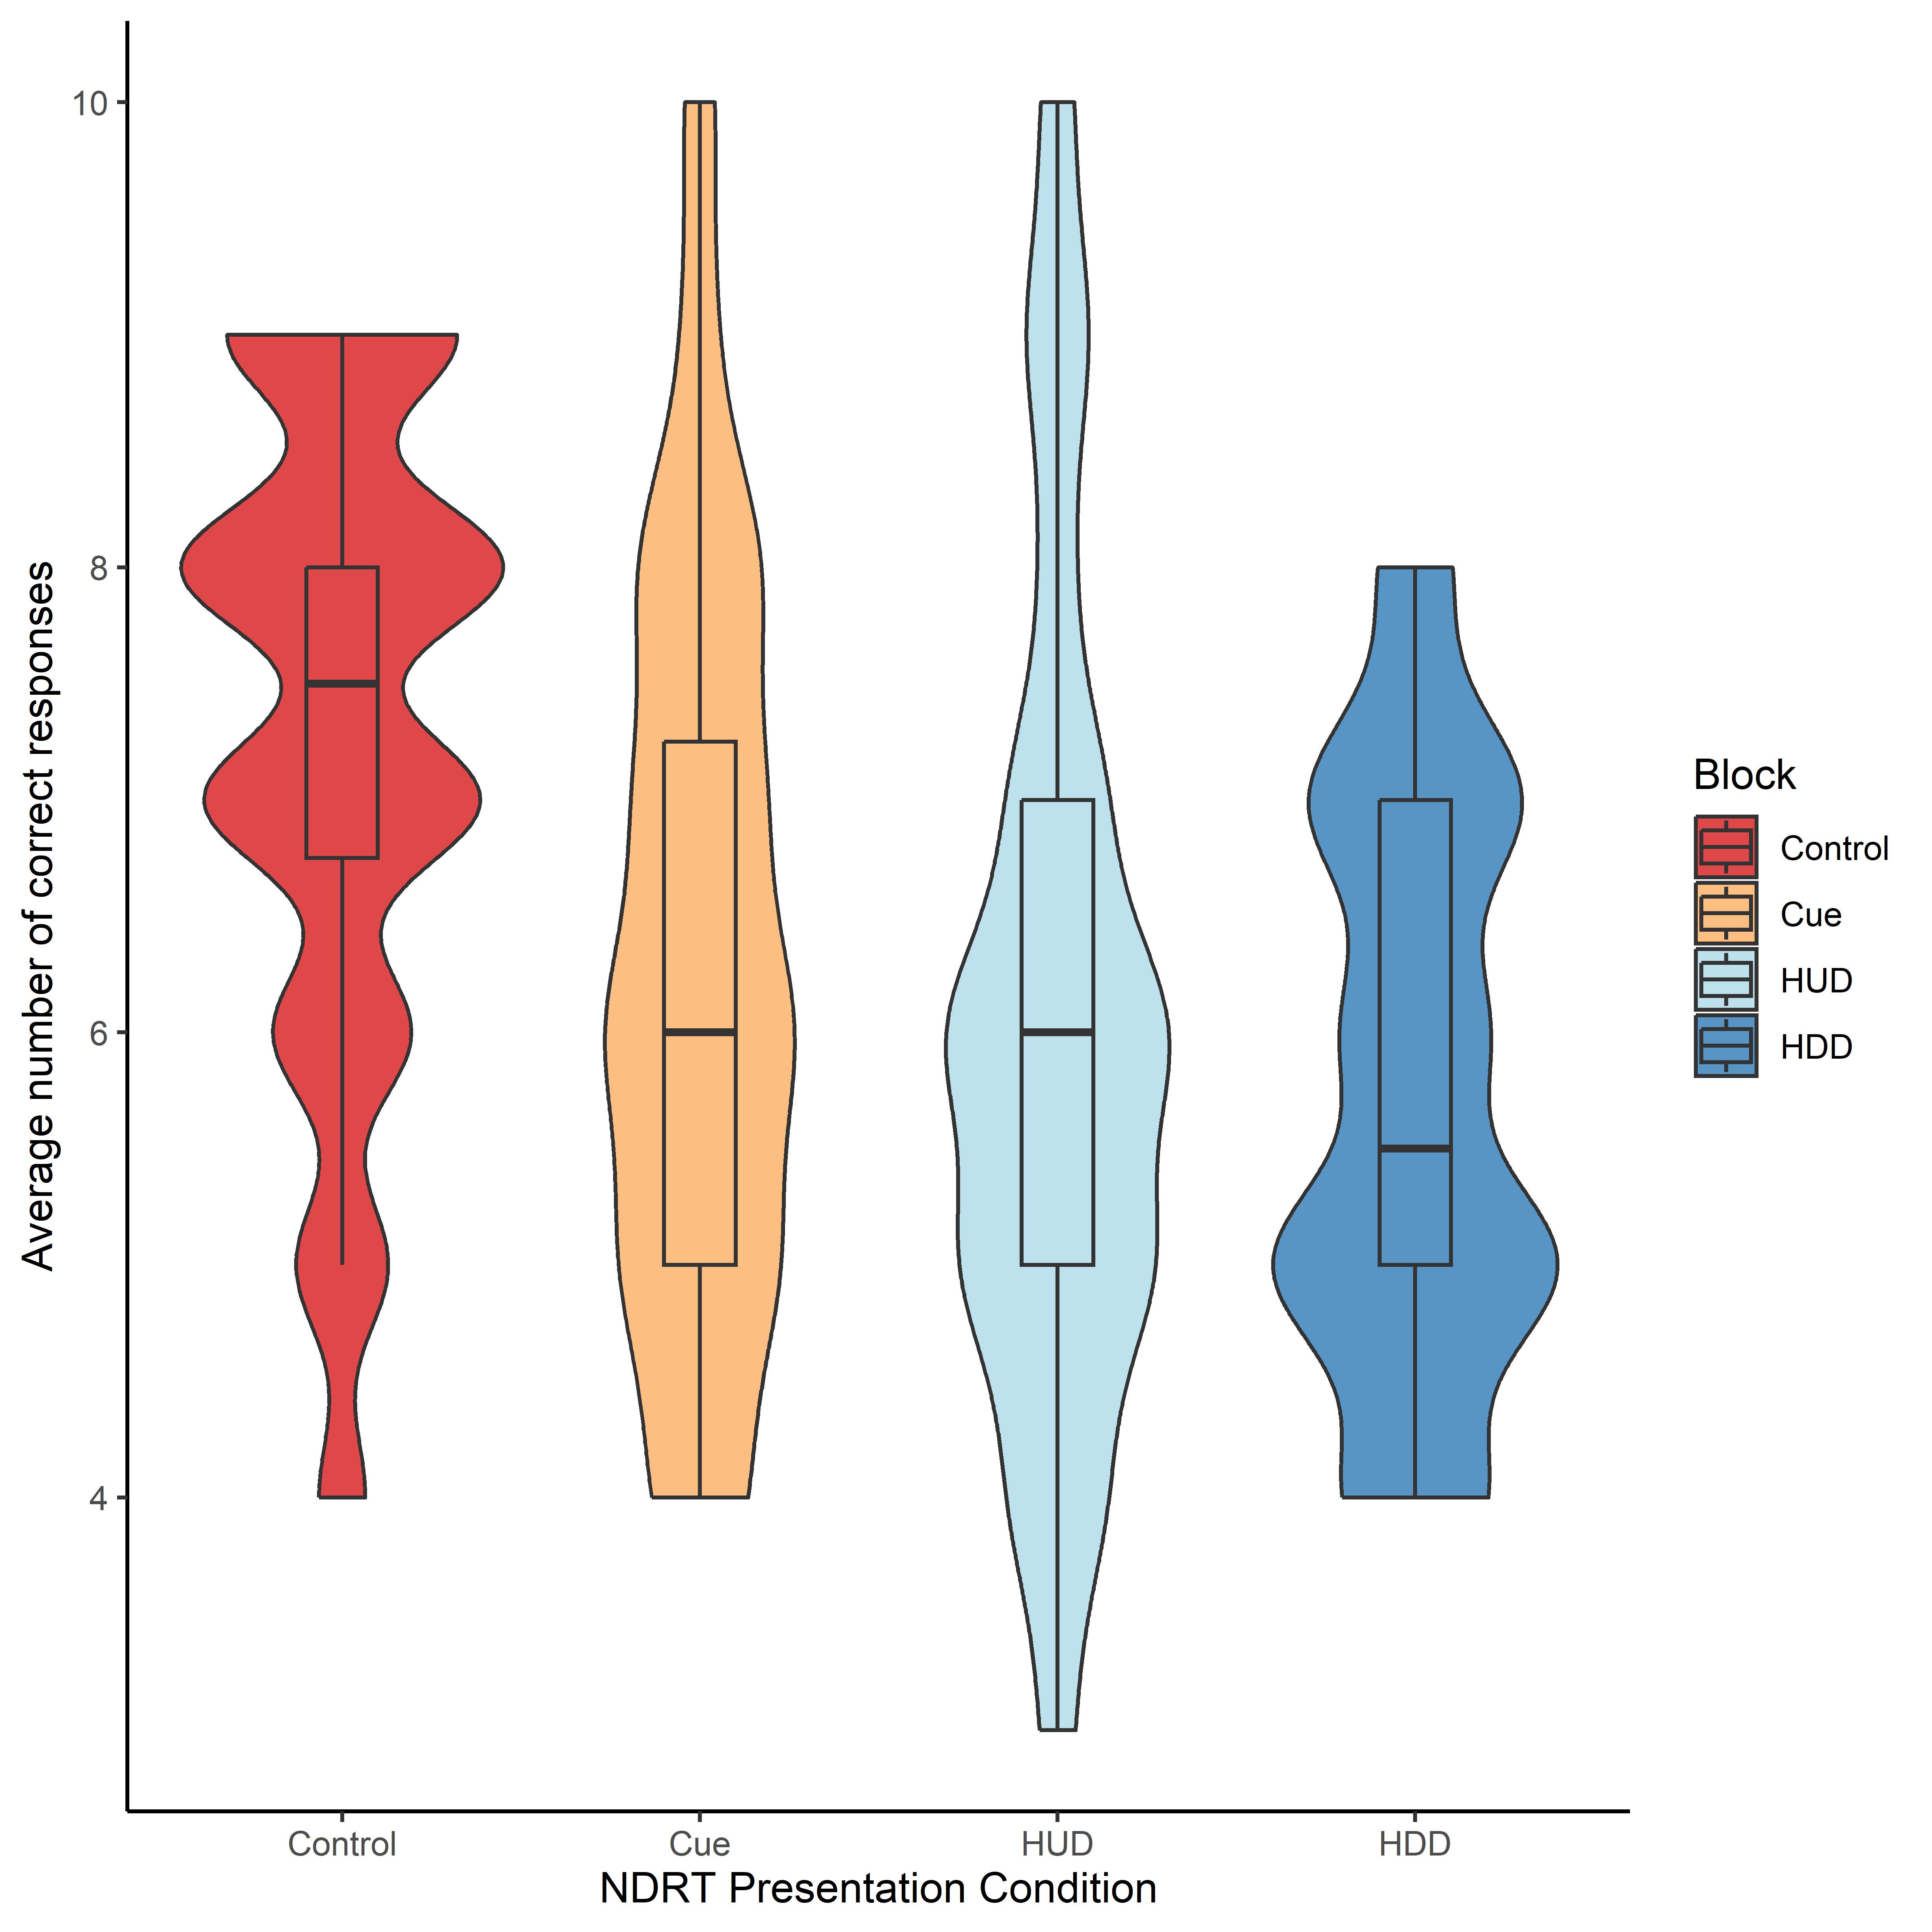 Average number of correct responses
10
8
6
4
Control
Cue
HUD
HDD
NDRT Presentation Condition
Block
Control
Cue
HUD
HDD